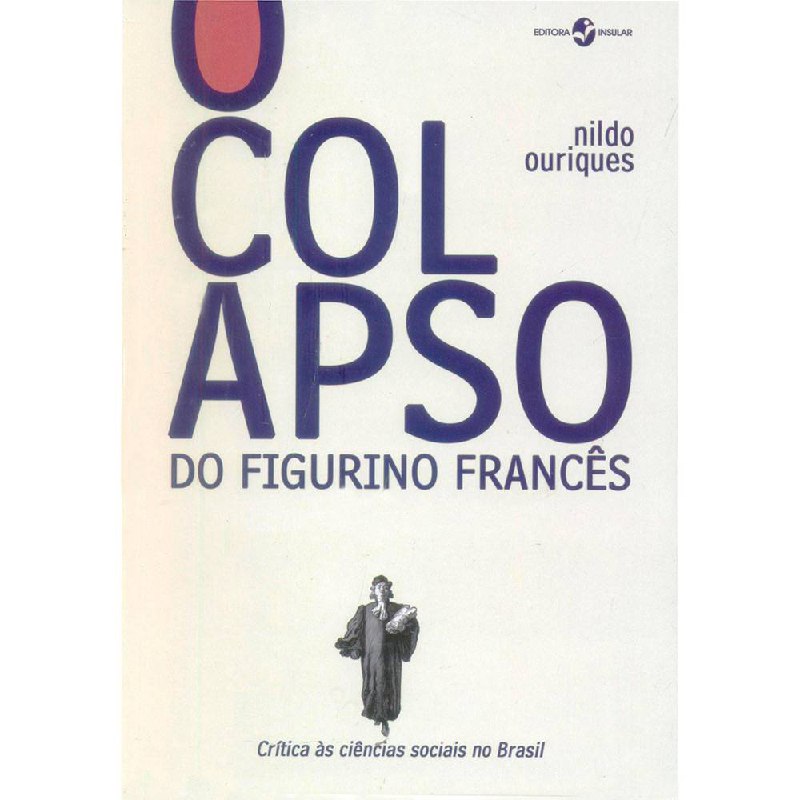 EDITORA INSULAR
nildo
ouriques
O
COL
APSO
DO FIGURINO FRANCÊS
Crítica às ciências sociais no Brasil